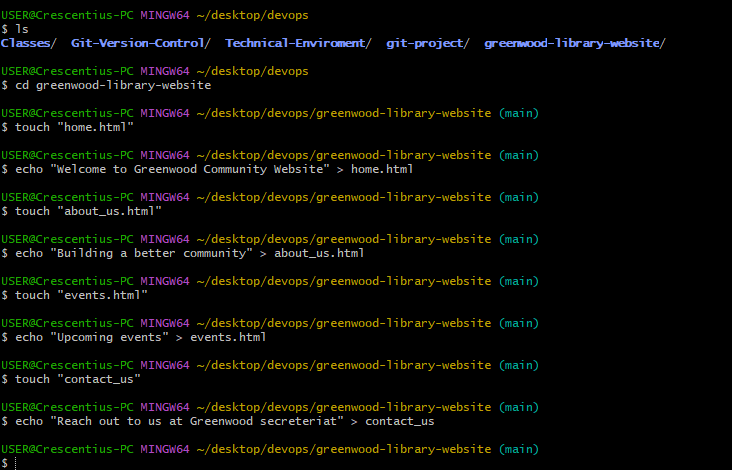 USER@Crescentius-PC MINGW64 ~/desktop/devops
$ ls
Classes/  Git-Version-Control/  Technical-Enviroment/  git-project/  greenwood-library-website/
USER@Crescentius-PC MINGW64 ~/desktop/devops
$ cd greenwood-library-website
USER@Crescentius-PC MINGW64 ~/desktop/devops/greenwood-library-website (main)
$ touch "home.html"
USER@Crescentius-PC MINGW64 ~/desktop/devops/greenwood-library-website (main)
$ echo "Welcome to Greenwood Community Website" > home.html
USER@Crescentius-PC MINGW64 ~/desktop/devops/greenwood-library-website (main)
$ touch "about_us.html"
USER@Crescentius-PC MINGW64 ~/desktop/devops/greenwood-library-website (main)
$ echo "Building a better community" > about_us.html
USER@Crescentius-PC MINGW64 ~/desktop/devops/greenwood-library-website (main)
$ touch "events.html"
USER@Crescentius-PC MINGW64 ~/desktop/devops/greenwood-library-website (main)
$ echo "Upcoming events" > events.html
USER@Crescentius-PC MINGW64 ~/desktop/devops/greenwood-library-website (main)
$ touch "contact_us"
USER@Crescentius-PC MINGW64 ~/desktop/devops/greenwood-library-website (main)
$ echo "Reach out to us at Greenwood secreteriat" > contact_us
USER@Crescentius-PC MINGW64 ~/desktop/devops/greenwood-library-website (main)
$